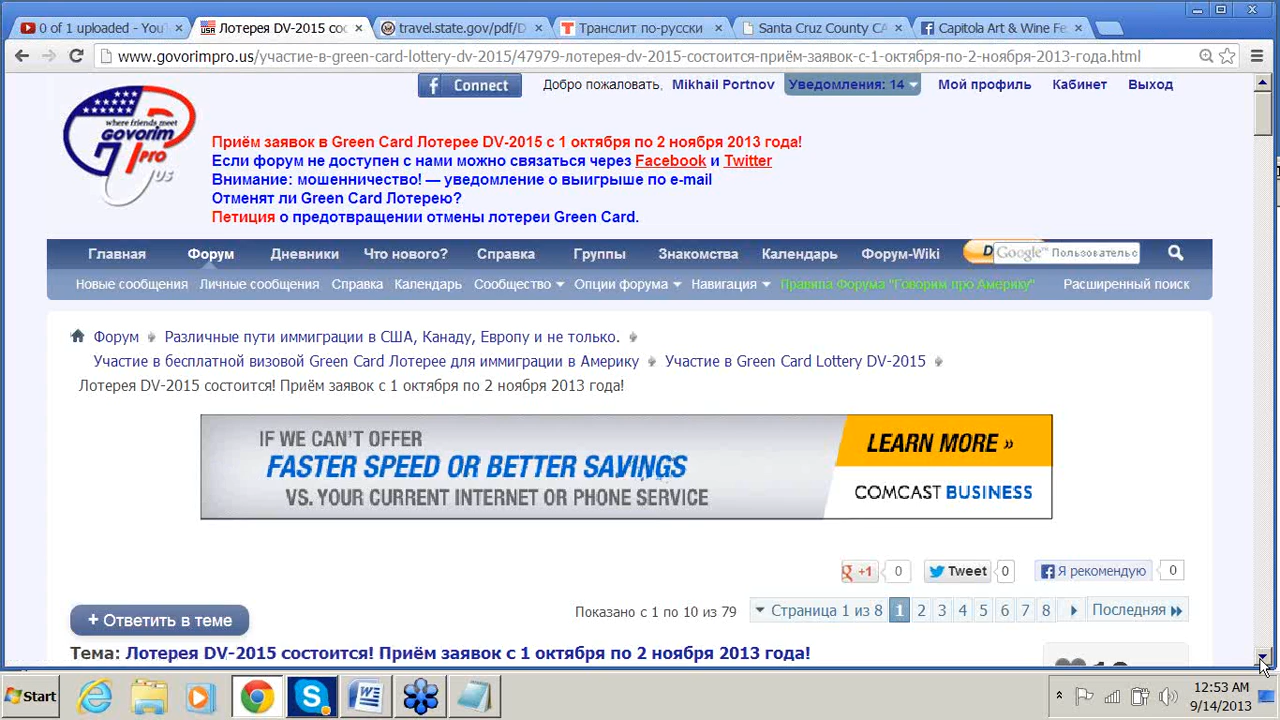 0 of 1 uploaded - You
Лотерея DV-2015 сос
travel.state.gov/pdf/D
Транслит по-русски
Santa Cruz County CA
Capitola Art & Wine Fe
www.govorimpro.us/участие-в-green-card-lottery-dv-2015/47979-лотерея-dv-2015-состоится-приём-заявок-с-1-октября-по-2-ноября-2013-года.html
Connect
Добро пожаловать, Mikhail Portnov
Уведомления: 14
Мой профиль
Кабинет
Выход
where friends meet
govorim
pro
us
Приём заявок в Green Card Лотерее DV-2015 с 1 октября по 2 ноября 2013 года!
Если форум не доступен с нами можно связаться через Facebook и Twitter
Внимание: мошенничество! — уведомление о выигрыше по e-mail
Отменят ли Green Card Лотерею?
Петиция о предотвращении отмены лотереи Green Card.
Главная Форум Дневники Что нового? Справка Группы Знакомства Календарь Форум-Wiki D Google™ Пользовательс
Новые сообщения Личные сообщения Справка Календарь Сообщество Опции форума Навигация Правила Форума "Говорим про Америку" Расширенный поиск
Форум Различные пути иммиграции в США, Канаду, Европу и не только.
Участие в бесплатной визовой Green Card Лотерее для иммиграции в Америку Участие в Green Card Lottery DV-2015
Лотерея DV-2015 состоится! Приём заявок с 1 октября по 2 ноября 2013 года!
IF WE CAN'T OFFER
FASTER SPEED OR BETTER SAVINGS
VS. YOUR CURRENT INTERNET OR PHONE SERVICE
LEARN MORE »
COMCAST BUSINESS
g +1 0 Tweet 0 Я рекомендую 0
+ Ответить в теме
Показано с 1 по 10 из 79
Страница 1 из 8 1 2 3 4 5 6 7 8 Последняя
Тема: Лотерея DV-2015 состоится! Приём заявок с 1 октября по 2 ноября 2013 года!
Start
12:53 AM
9/14/2013